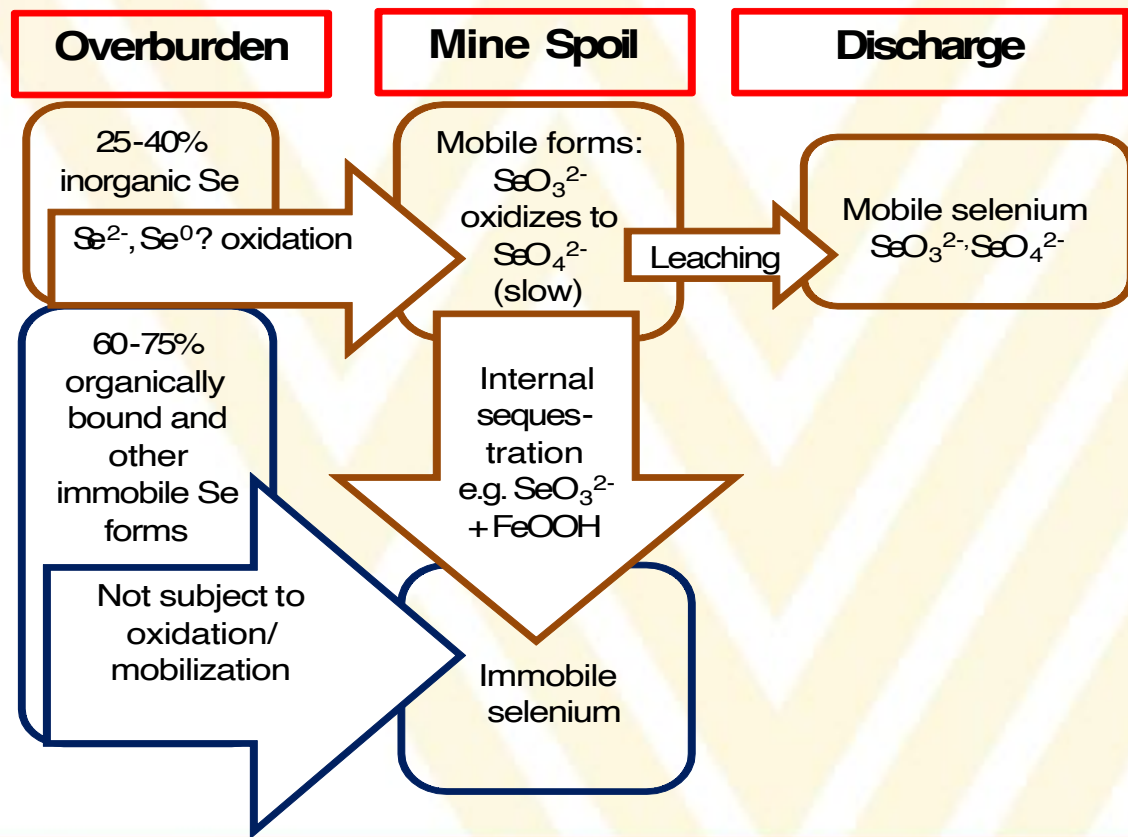 Overburden
Mine Spoil
Discharge
25-40%
inorganic Se
Se²⁻, Se⁰? oxidation
Mobile forms:
SeO₃²⁻
oxidizes to
SeO₄²⁻
(slow)
Leaching
Mobile selenium
SeO₃²⁻,SeO₄²⁻
60-75%
organically
bound and
other
immobile Se
forms
Internal
seques-
tration
e.g. SeO₃²⁻
+ FeOOH
Not subject to
oxidation/
mobilization
Immobile
selenium